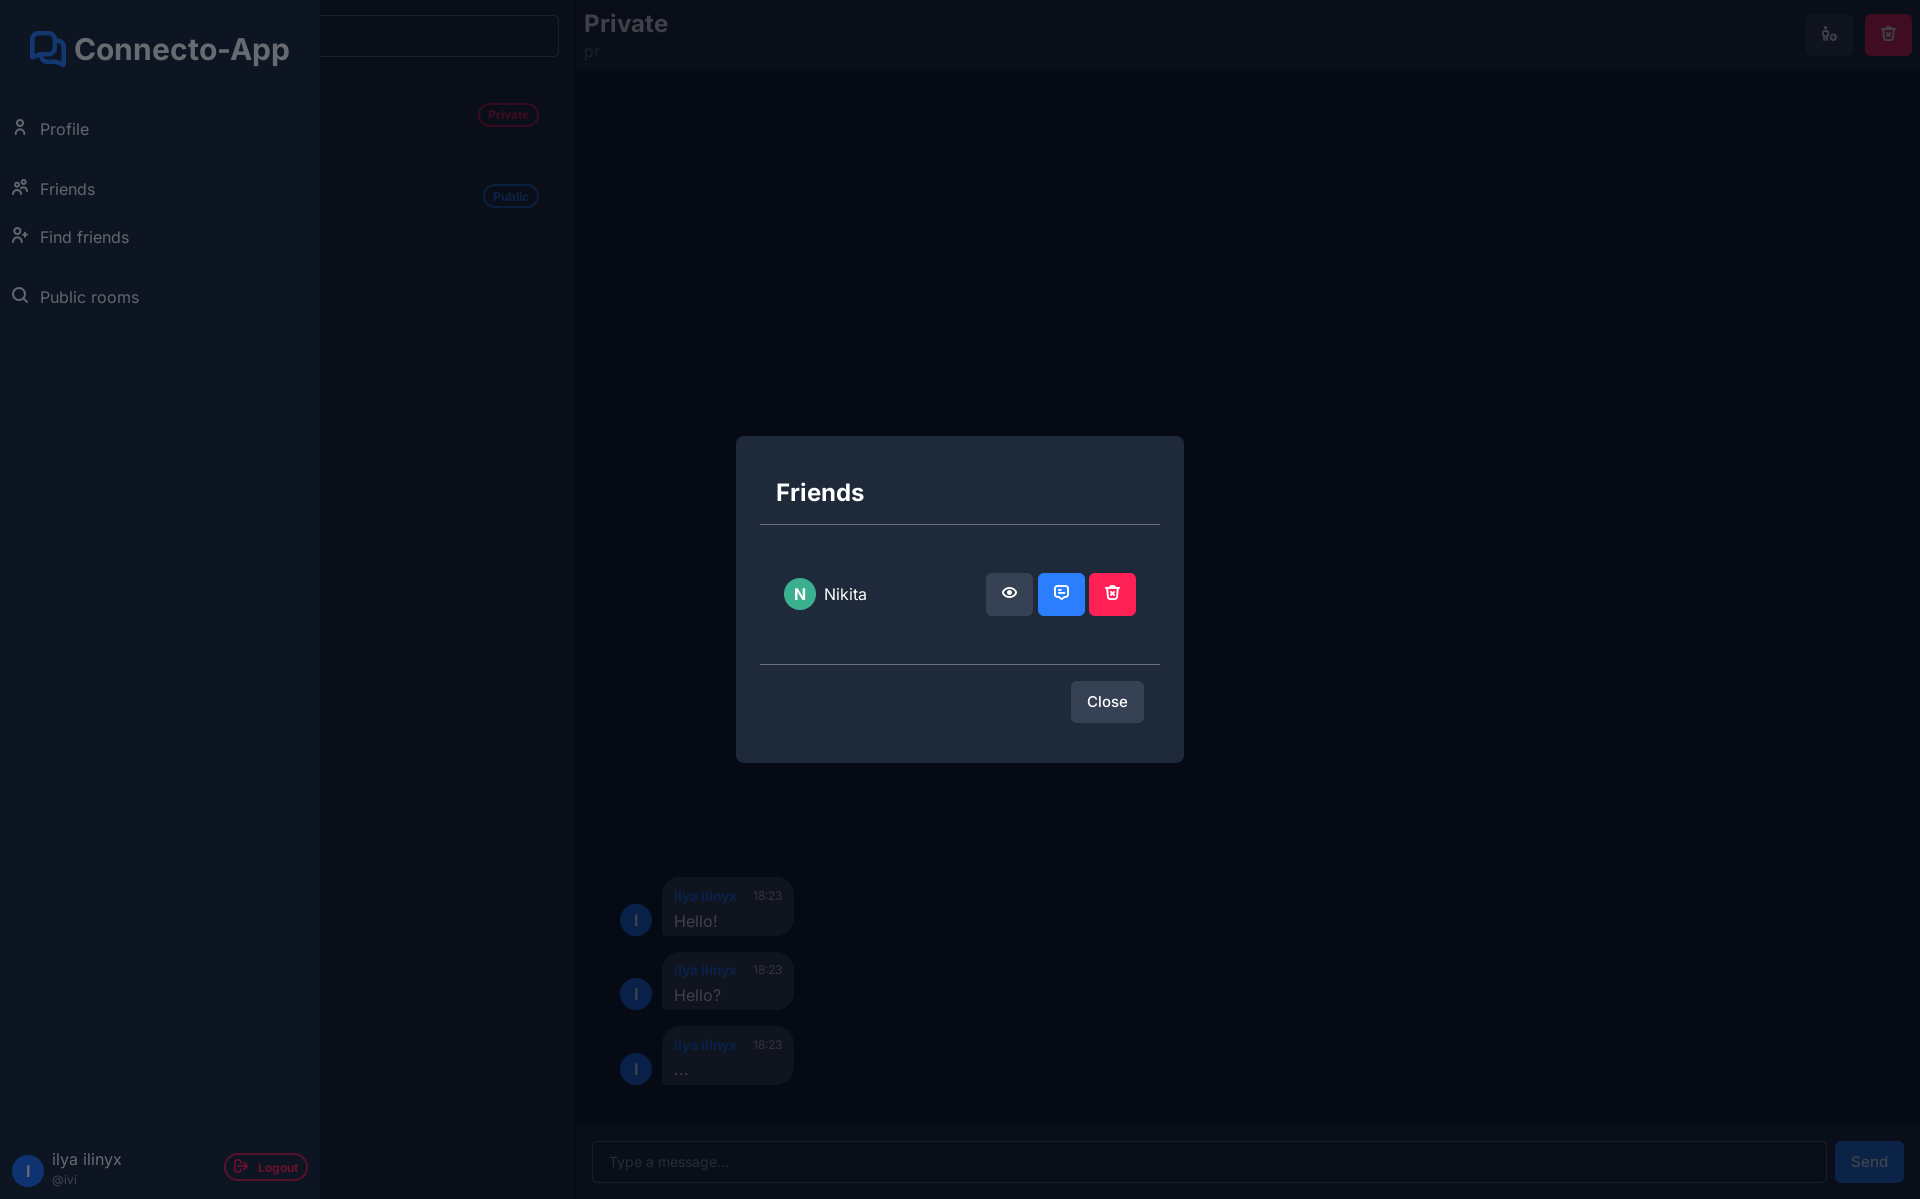 Connecto-App
Profile
Friends
Find friends
Public rooms
ilya ilinyx
@ivi
Logout
Private
Public
Private
pr
Friends
N Nikita
Close
ilya ilinyx 18:23
I Hello!
ilya ilinyx 18:23
I Hello?
ilya ilinyx 18:23
I ...
Type a message...
Send
I